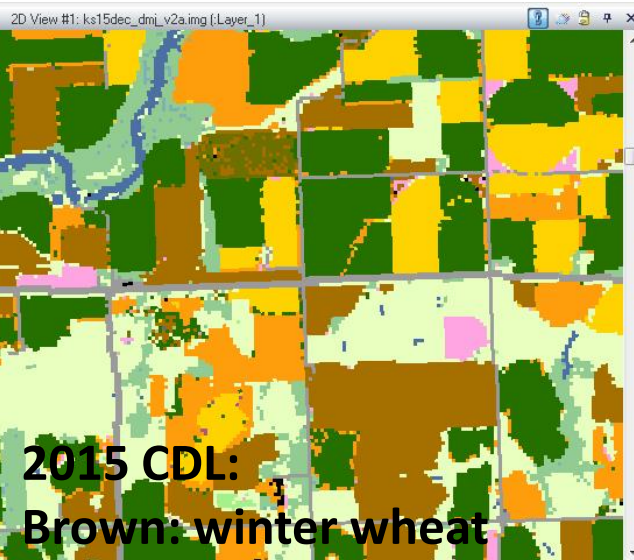 2D View #1: ks15dec_dmj_v2a.img (:Layer_1)
2015 CDL:
Brown: winter wheat